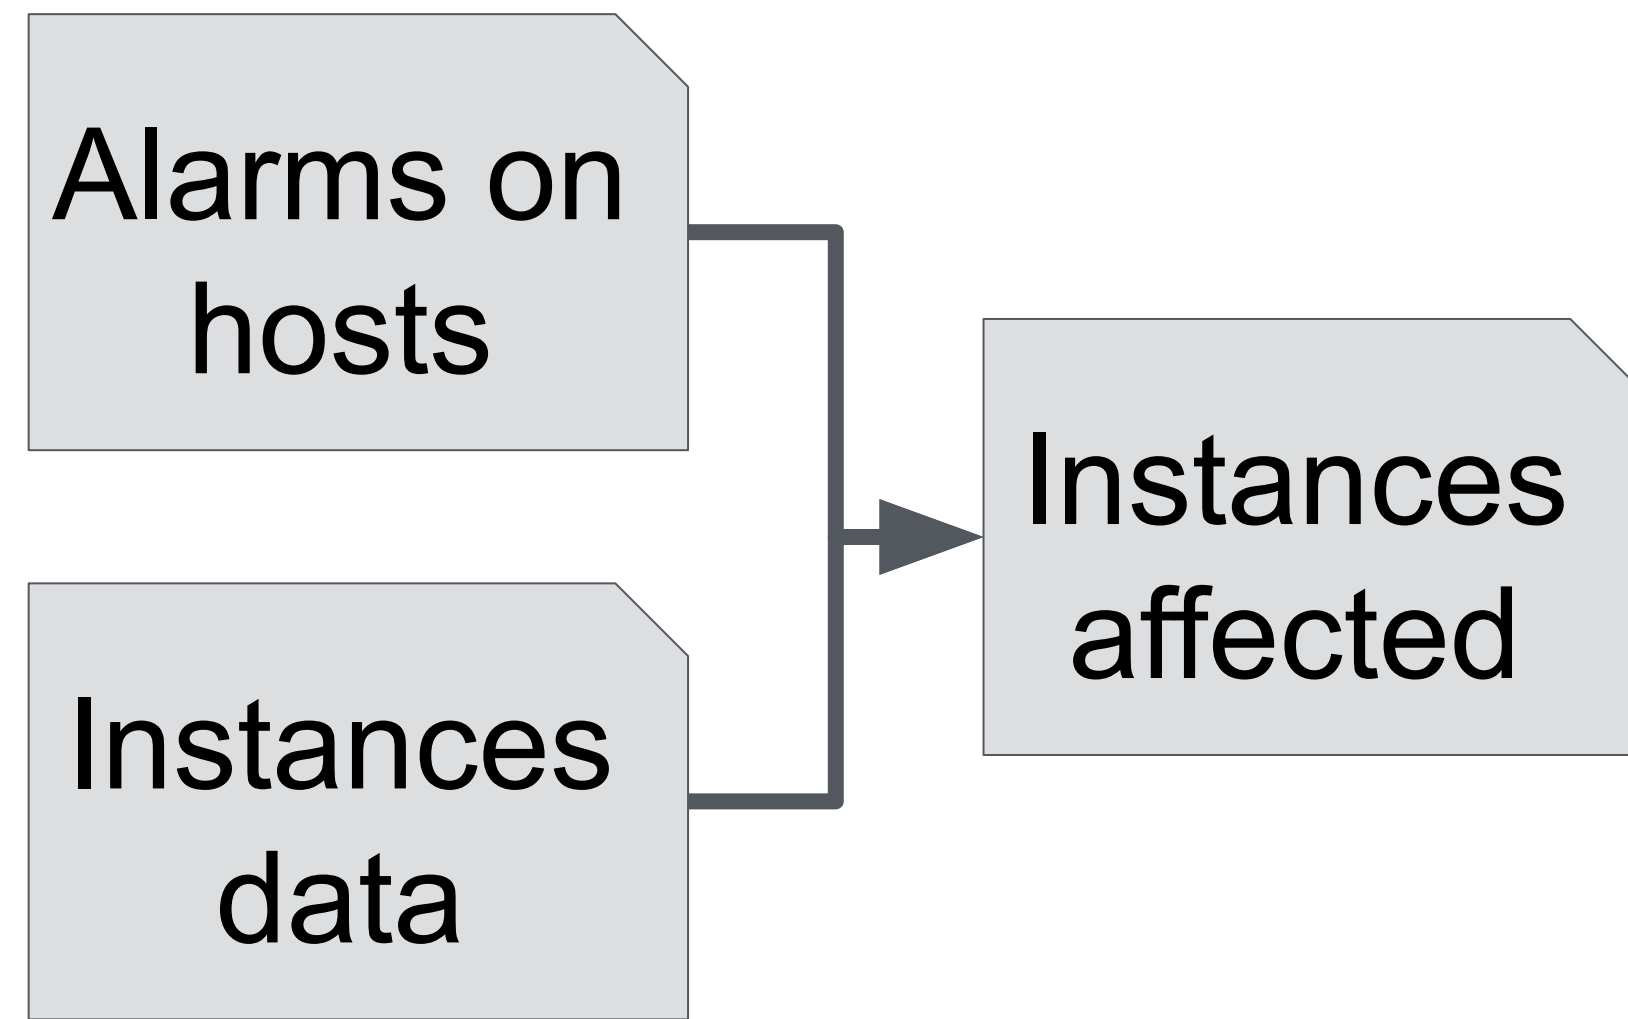 Alarms on
hosts
Instances
affected
Instances
data